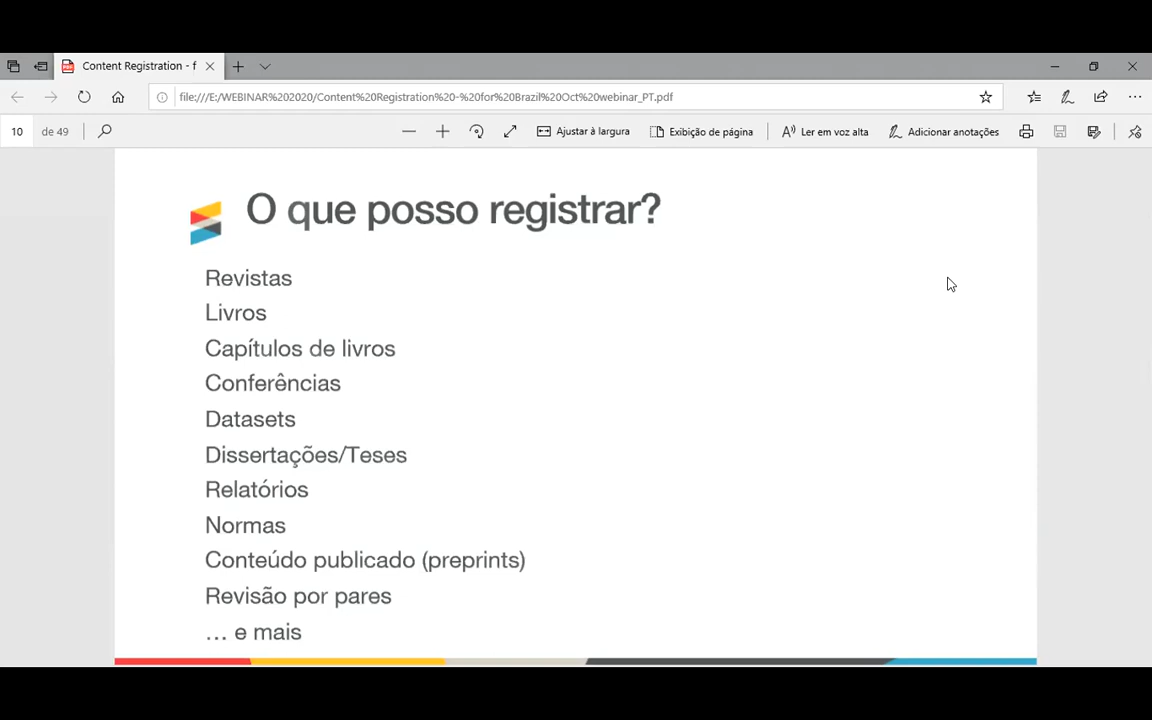 Content Registration - f
file:///E:/WEBINAR%202020/Content%20Registration%20-%20for%20Brazil%20Oct%20webinar_PT.pdf
10 de 49 Ajustar à largura Exibição de página Ler em voz alta Adicionar anotações
O que posso registrar?
Revistas
Livros
Capítulos de livros
Conferências
Datasets
Dissertações/Teses
Relatórios
Normas
Conteúdo publicado (preprints)
Revisão por pares
… e mais